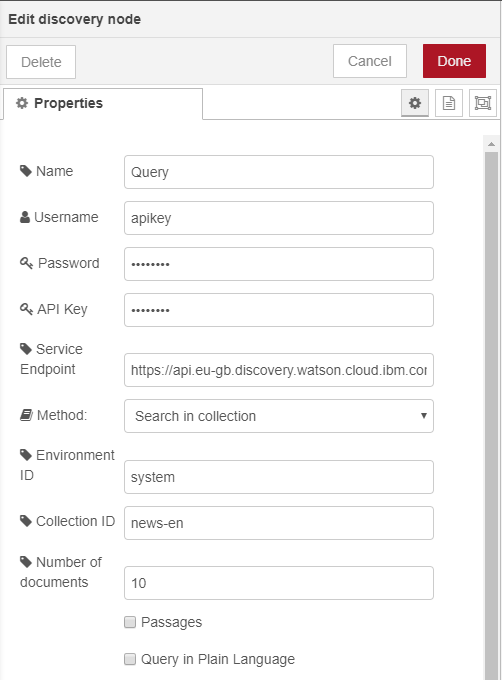 Edit discovery node
Delete
Cancel
Done
Properties
Name
Query
Username
apikey
Password
••••••••
API Key
••••••••
Service
Endpoint
https://api.eu-gb.discovery.watson.cloud.ibm.cor
Method:
Search in collection
Environment
ID
system
Collection ID
news-en
Number of
documents
10
Passages
Query in Plain Language